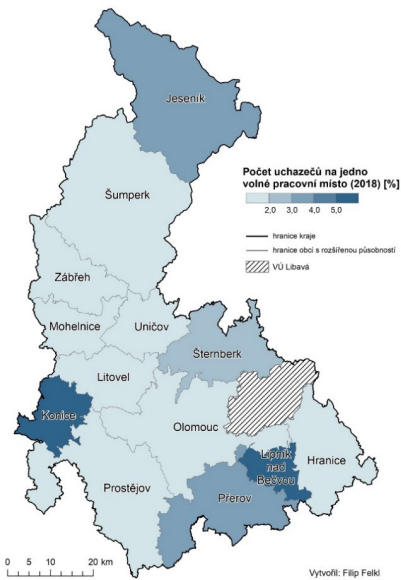 Jeseník
Počet uchazečů na jedno
volné pracovní místo (2018) [%]
2,0 3,0 4,0 5,0
Šumperk
hranice kraje
hranice obcí s rozšířenou působností
VÚ Libavá
Zábřeh
Mohelnice
Uničov
Šternberk
Litovel
Konice
Olomouc
Lipník
nad
Bečvou
Hranice
Prostějov
Přerov
0 5 10 20 km
Vytvořil: Filip Felkl